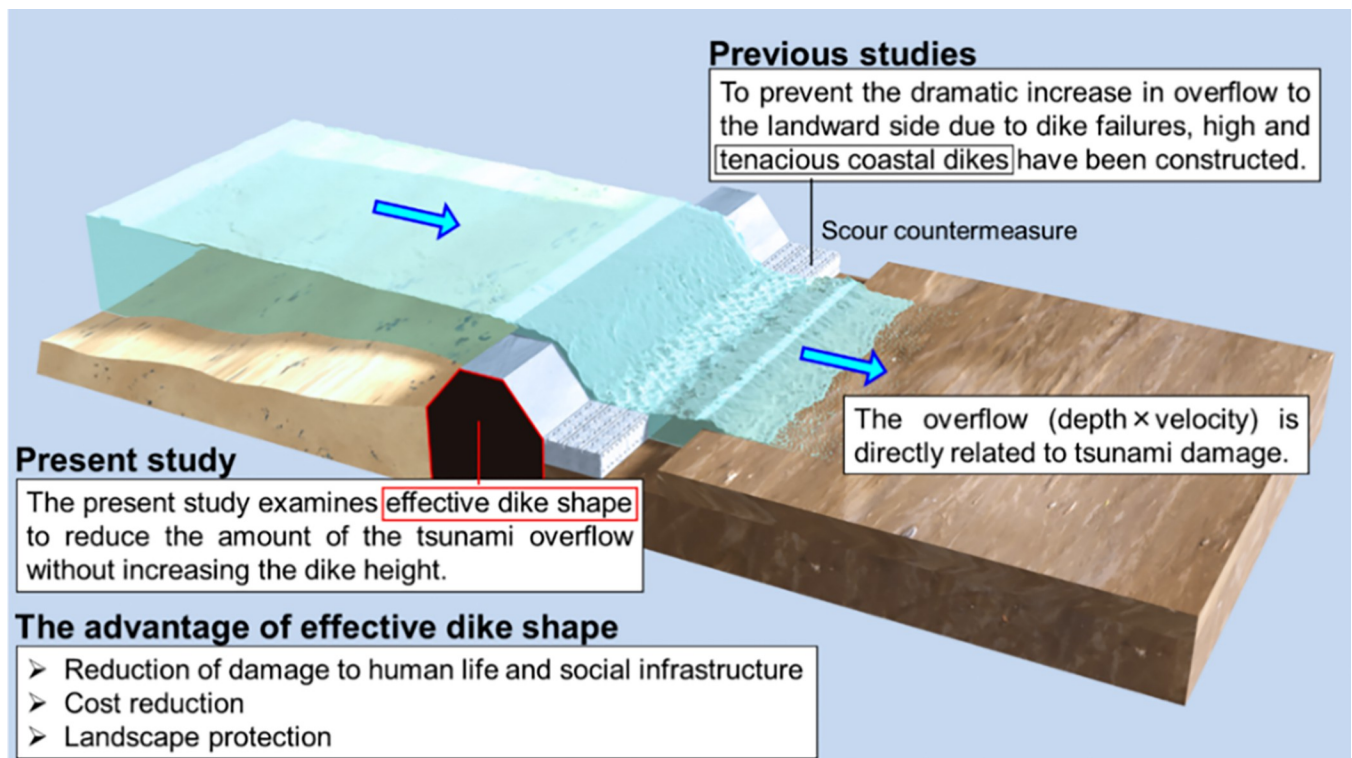 Previous studies
To prevent the dramatic increase in overflow to
the landward side due to dike failures, high and
tenacious coastal dikes have been constructed.
Scour countermeasure
The overflow (depth × velocity) is
directly related to tsunami damage.
Present study
The present study examines effective dike shape
to reduce the amount of the tsunami overflow
without increasing the dike height.
The advantage of effective dike shape
➢ Reduction of damage to human life and social infrastructure
➢ Cost reduction
➢ Landscape protection